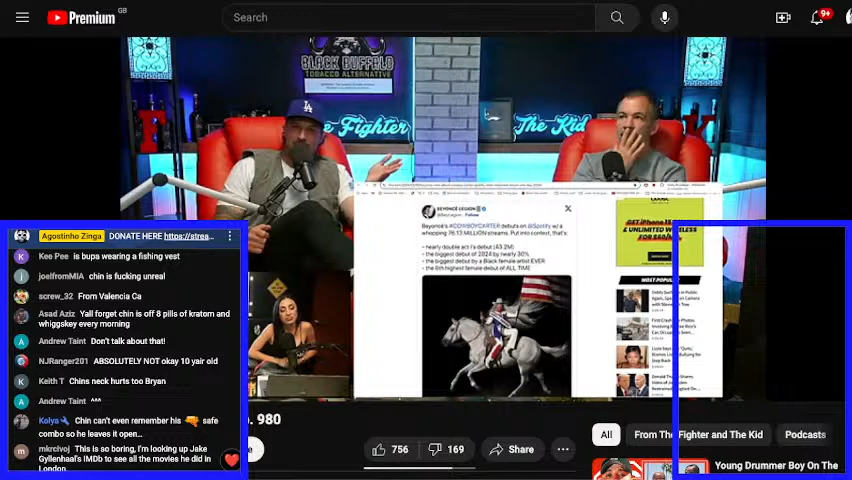 GB
Premium
Search
9+
BLACK BUFFALO
TOBACCO ALTERNATIVE
The Fighter
The Kid
LA
BEYONCÉ LEGION
Beyoncé's #COWBOYCARTER debuts on @Spotify w/a
whopping 76.13 MILLION streams. Put into context, that's:
- nearly double act i's debut (43.2M)
- the biggest debut of 2024 by nearly 30%
- the biggest debut by a Black female artist EVER
- the 6th highest female debut of ALL TIME
GET iPHONE 15
& UNLIMITED WIRELESS
FOR $60/
MOST POPULAR
Agostinho Zinga DONATE HERE https://strea...
Kee Pee is bupa wearing a fishing vest
joelfromMIA chin is fucking unreal
screw_32 From Valencia Ca
Asad Aziz Yall forget chin is off 8 pills of kratom and
whiggskey every morning
Andrew Taint Don't talk about that!
NJRanger201 ABSOLUTELY NOT okay 10 yair old
Keith T Chins neck hurts too Bryan
Andrew Taint ^^^
Kolya🔧 Chin can't even remember his 🔫 safe
combo so he leaves it open...
mkrcivoj This is so boring, I'm looking up Jake
Gyllenhaal's IMDb to see all the movies he did in
London
. 980
756
169
Share
All
From The Fighter and The Kid
Podcasts
Young Drummer Boy On The